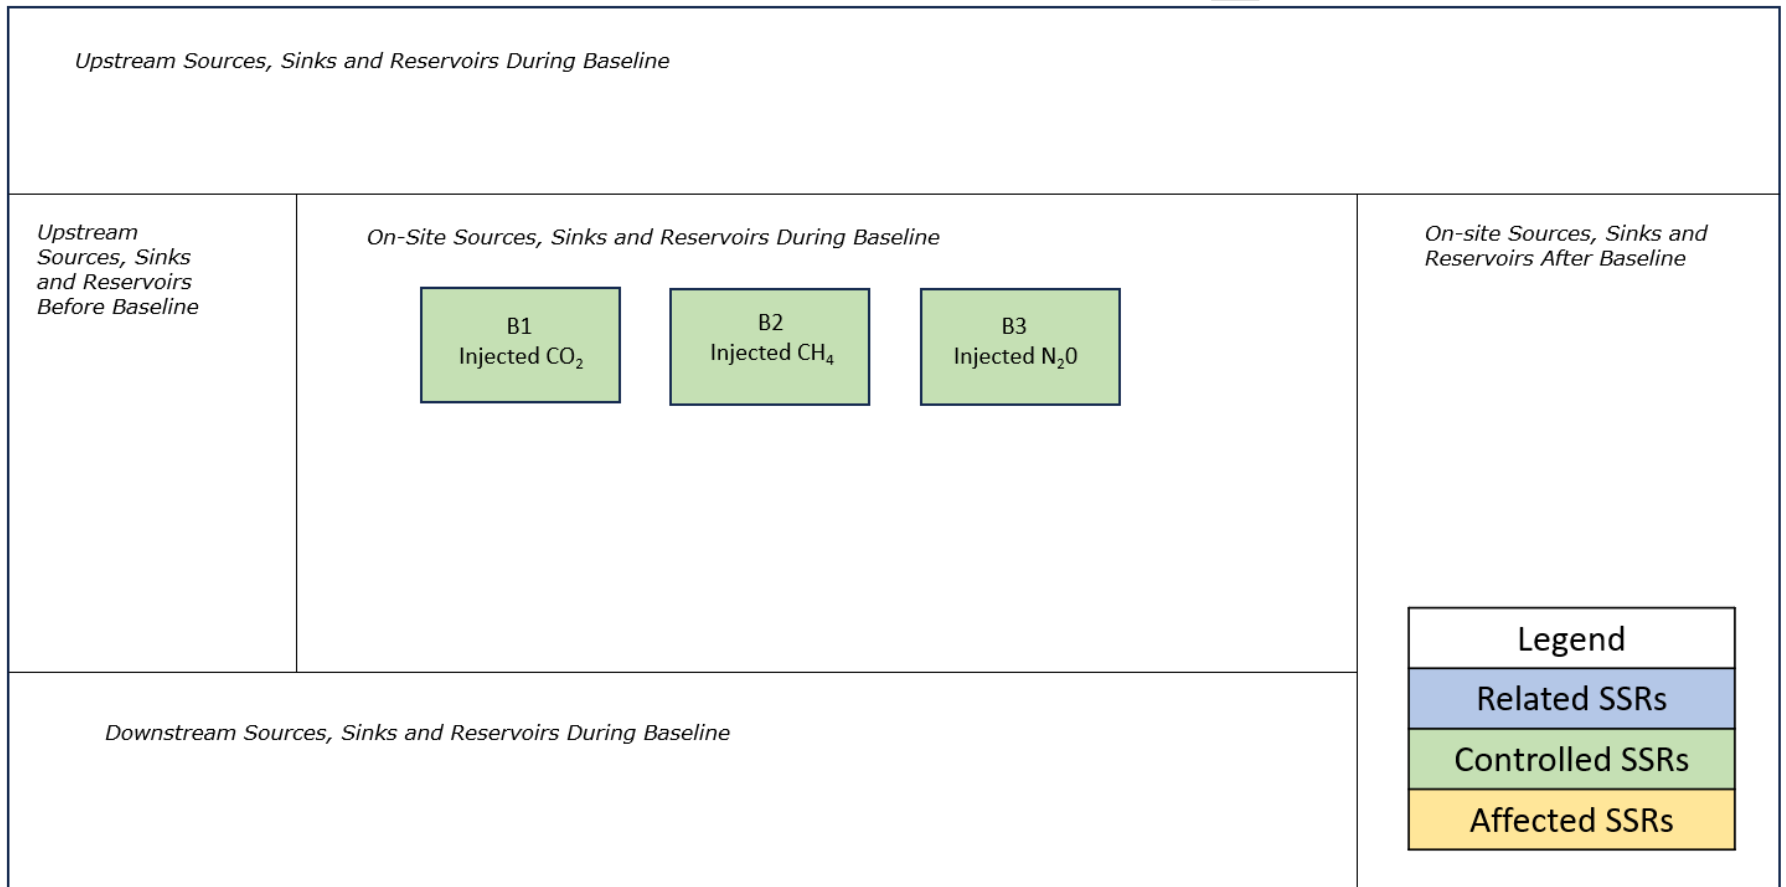 Upstream Sources, Sinks and Reservoirs During Baseline
Upstream
Sources, Sinks
and Reservoirs
Before Baseline
On-Site Sources, Sinks and Reservoirs During Baseline
B1
Injected CO₂
B2
Injected CH₄
B3
Injected N₂0
On-site Sources, Sinks and
Reservoirs After Baseline
Downstream Sources, Sinks and Reservoirs During Baseline
Legend
Related SSRs
Controlled SSRs
Affected SSRs